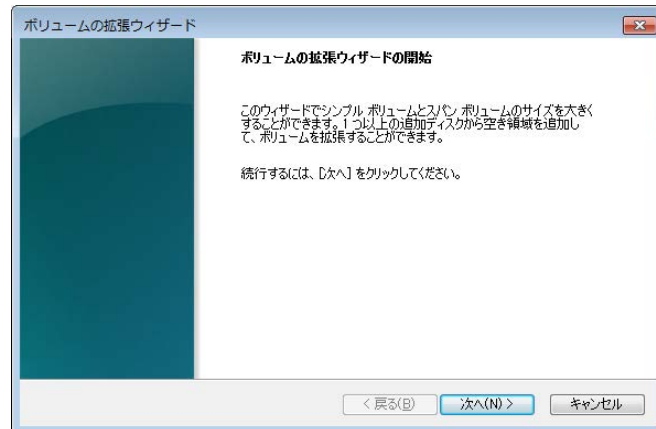 ボリュームの拡張ウィザード
ボリュームの拡張ウィザードの開始
このウィザードでシンプル ボリュームとスパン ボリュームのサイズを大きく
することができます。1 つ以上の追加ディスクから空き領域を追加し
て、ボリュームを拡張することができます。
続行するには、[次へ] をクリックしてください。
< 戻る(B) 次へ(N) > キャンセル